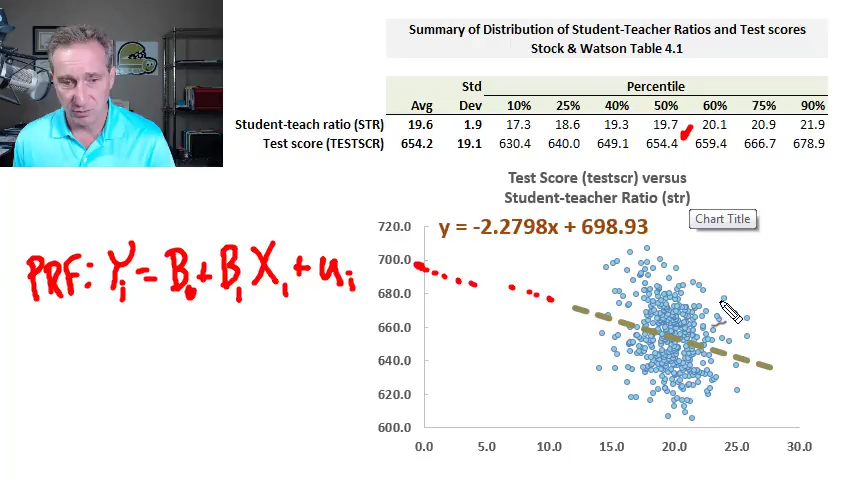 Summary of Distribution of Student-Teacher Ratios and Test scores
Stock & Watson Table 4.1
Std Percentile
Avg Dev 10% 25% 40% 50% 60% 75% 90%
Student-teach ratio (STR) 19.6 1.9 17.3 18.6 19.3 19.7 20.1 20.9 21.9
Test score (TESTSCR) 654.2 19.1 630.4 640.0 649.1 654.4 659.4 666.7 678.9
Test Score (testscr) versus
Student-teacher Ratio (str)
Chart Title
y = -2.2798x + 698.93
PRF: Yi = B0 + B1 X1 + ui
720.0
700.0
680.0
660.0
640.0
620.0
600.0
0.0 5.0 10.0 15.0 20.0 25.0 30.0